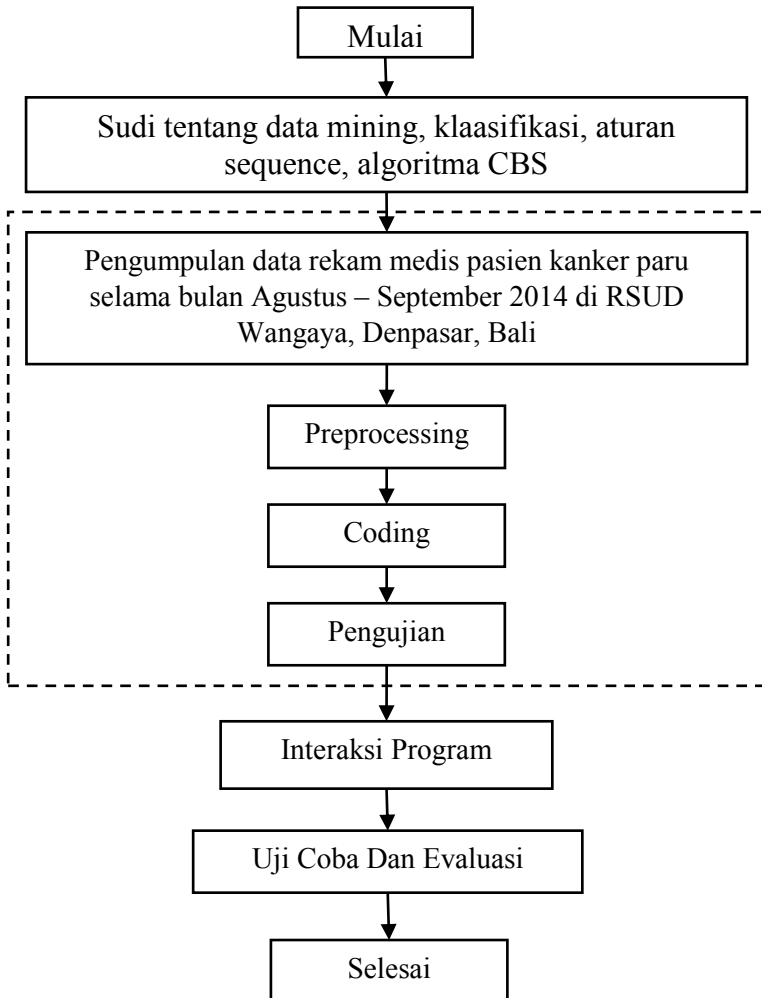 Mulai
Sudi tentang data mining, klaasifikasi, aturan
sequence, algoritma CBS
Pengumpulan data rekam medis pasien kanker paru
selama bulan Agustus – September 2014 di RSUD
Wangaya, Denpasar, Bali
Preprocessing
Coding
Pengujian
Interaksi Program
Uji Coba Dan Evaluasi
Selesai